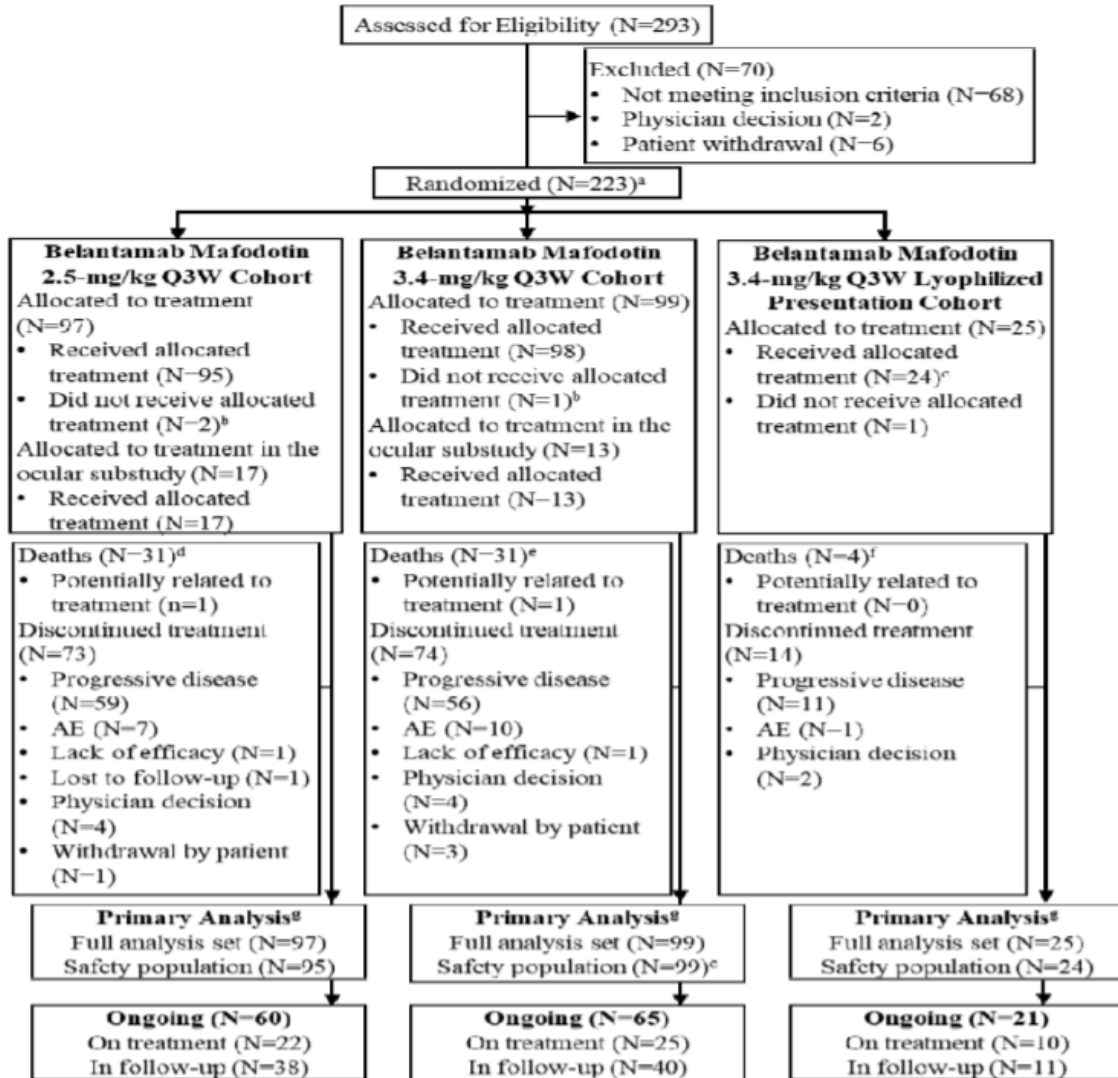 Assessed for Eligibility (N=293)
Excluded (N=70)
• Not meeting inclusion criteria (N=68)
• Physician decision (N=2)
• Patient withdrawal (N=6)
Randomized (N=223)ᵃ
Belantamab Mafodotin
2.5-mg/kg Q3W Cohort
Allocated to treatment
(N=97)
• Received allocated
treatment (N=95)
• Did not receive allocated
treatment (N=2)ᵇ
Allocated to treatment in the
ocular substudy (N=17)
• Received allocated
treatment (N=17)
Belantamab Mafodotin
3.4-mg/kg Q3W Cohort
Allocated to treatment (N=99)
• Received allocated
treatment (N=98)
• Did not receive allocated
treatment (N=1)ᵇ
Allocated to treatment in the
ocular substudy (N=13)
• Received allocated
treatment (N=13)
Belantamab Mafodotin
3.4-mg/kg Q3W Lyophilized
Presentation Cohort
Allocated to treatment (N=25)
• Received allocated
treatment (N=24)ᶜ
• Did not receive allocated
treatment (N=1)
Deaths (N=31)ᵈ
• Potentially related to
treatment (n=1)
Discontinued treatment
(N=73)
• Progressive disease
(N=59)
• AE (N=7)
• Lack of efficacy (N=1)
• Lost to follow-up (N=1)
• Physician decision
(N=4)
• Withdrawal by patient
(N=1)
Deaths (N=31)ᵉ
• Potentially related to
treatment (N=1)
Discontinued treatment
(N=74)
• Progressive disease
(N=56)
• AE (N=10)
• Lack of efficacy (N=1)
• Physician decision
(N=4)
• Withdrawal by patient
(N=3)
Deaths (N=4)ᶠ
• Potentially related to
treatment (N=0)
Discontinued treatment
(N=14)
• Progressive disease
(N=11)
• AE (N=1)
• Physician decision
(N=2)
Primary Analysisᵍ
Full analysis set (N=97)
Safety population (N=95)
Primary Analysisᵍ
Full analysis set (N=99)
Safety population (N=99)ᶜ
Primary Analysisᵍ
Full analysis set (N=25)
Safety population (N=24)
Ongoing (N=60)
On treatment (N=22)
In follow-up (N=38)
Ongoing (N=65)
On treatment (N=25)
In follow-up (N=40)
Ongoing (N=21)
On treatment (N=10)
In follow-up (N=11)